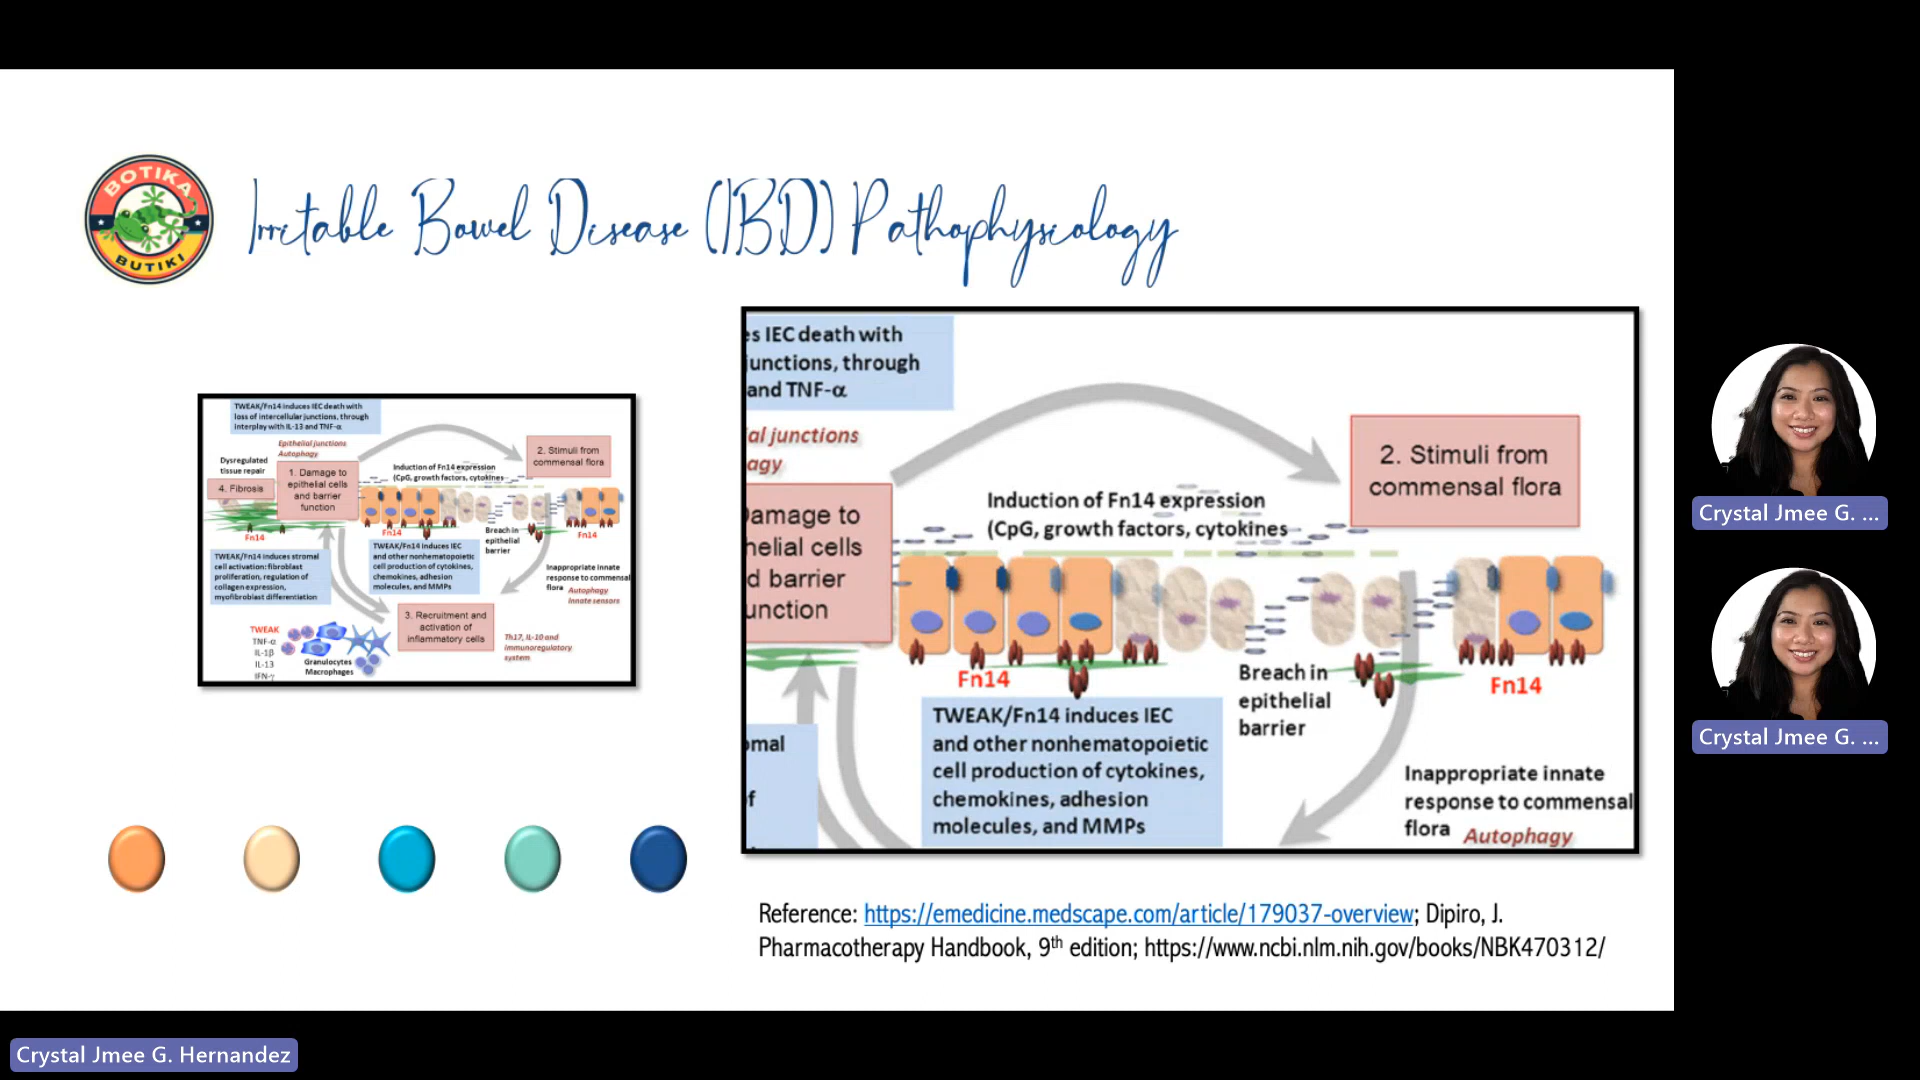 BOTIKA
BUTIKI
Irritable Bowel Disease (IBD) Pathophysiology
TWEAK/Fn14 induces IEC death with
loss of intercellular junctions, through
interplay with IL-13 and TNF-α
Epithelial junctions
Autophagy
Dysregulated
tissue repair
4. Fibrosis
1. Damage to
epithelial cells
and barrier
function
Induction of Fn14 expression
(CpG, growth factors, cytokines
2. Stimuli from
commensal flora
Fn14
Fn14
Fn14
Breach in
epithelial
barrier
TWEAK/Fn14 induces stromal
cell activation: fibroblast
proliferation, regulation of
collagen expression,
myofibroblast differentiation
TWEAK/Fn14 induces IEC
and other nonhematopoietic
cell production of cytokines,
chemokines, adhesion
molecules, and MMPs
Inappropriate innate
response to commensal
flora Autophagy
Innate sensors
3. Recruitment and
activation of
inflammatory cells
TWEAK
TNF-α
IL-1β
IL-13
IFN-γ
Granulocytes
Macrophages
Th17, IL-10 and
immunoregulatory
system
es IEC death with
junctions, through
and TNF-α
al junctions
agy
Damage to
helial cells
d barrier
unction
Induction of Fn14 expression
(CpG, growth factors, cytokines
2. Stimuli from
commensal flora
Fn14
Fn14
Breach in
epithelial
barrier
omal
of
TWEAK/Fn14 induces IEC
and other nonhematopoietic
cell production of cytokines,
chemokines, adhesion
molecules, and MMPs
Inappropriate innate
response to commensal
flora Autophagy
Reference: https://emedicine.medscape.com/article/179037-overview; Dipiro, J.
Pharmacotherapy Handbook, 9th edition; https://www.ncbi.nlm.nih.gov/books/NBK470312/
Crystal Jmee G. ...
Crystal Jmee G. ...
Crystal Jmee G. Hernandez